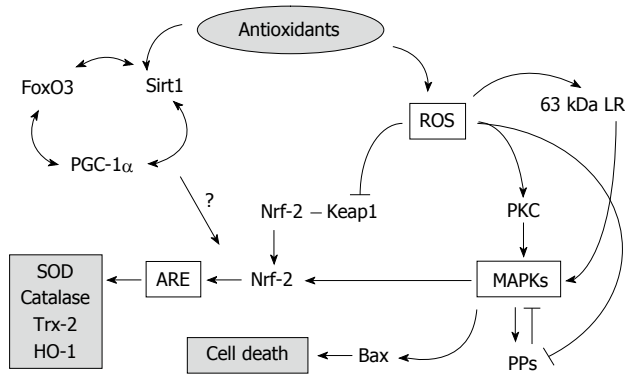 Antioxidants
FoxO3
Sirt1
63 kDa LR
ROS
PGC-1α
?
Nrf-2 – Keap1
PKC
SOD
Catalase
Trx-2
HO-1
ARE
Nrf-2
MAPKs
Cell death
Bax
PPs